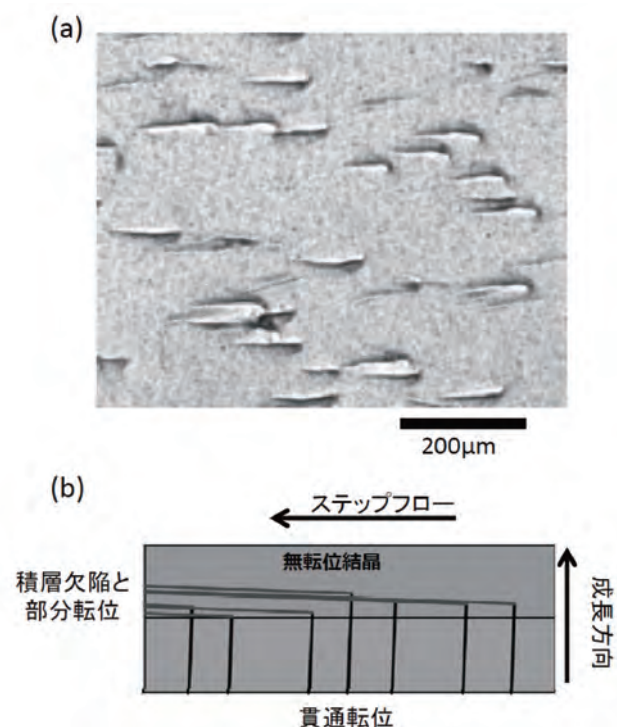 (a)
200μm
(b)
ステップフロー
無転位結晶
積層欠陥と
部分転位
成長方向
貫通転位